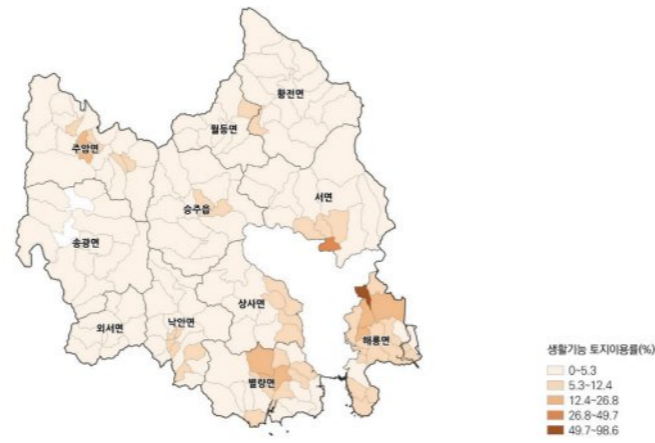 황전면
월등면
주암면
승주읍
서면
송광면
상사면
외서면
낙안면
해룡면
별량면
생활기능 토지이용률(%)
0~5.3
5.3~12.4
12.4~26.8
26.8~49.7
49.7~98.6